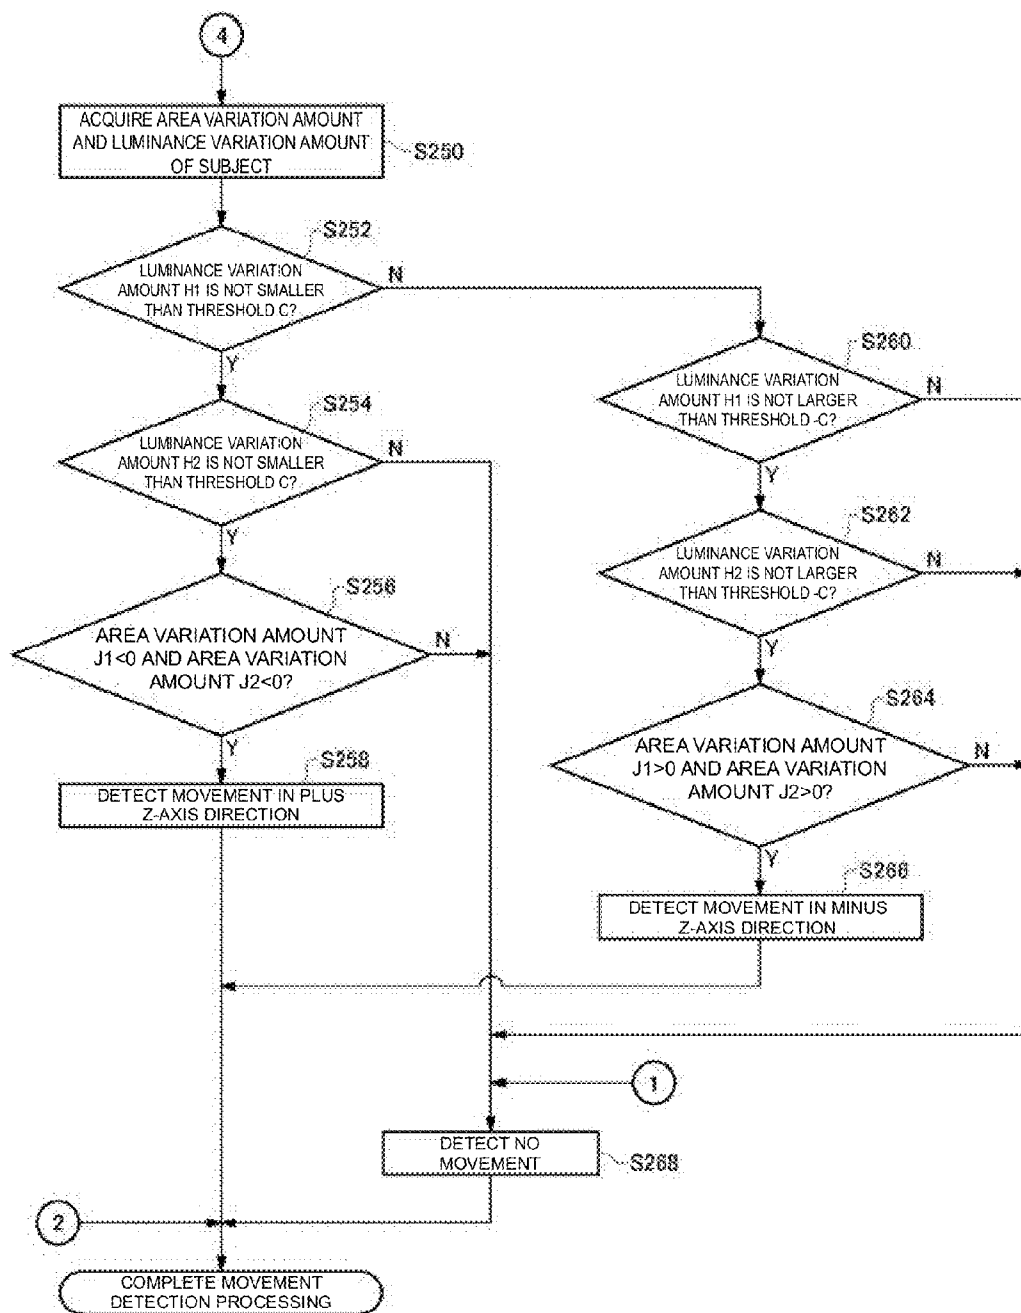 4
ACQUIRE AREA VARIATION AMOUNT
AND LUMINANCE VARIATION AMOUNT
OF SUBJECT
S250
S252
LUMINANCE VARIATION
AMOUNT H1 IS NOT SMALLER
THAN THRESHOLD C?
N
Y
S254
LUMINANCE VARIATION
AMOUNT H2 IS NOT SMALLER
THAN THRESHOLD C?
N
Y
S256
AREA VARIATION AMOUNT
J1<0 AND AREA VARIATION
AMOUNT J2<0?
N
Y
S258
DETECT MOVEMENT IN PLUS
Z-AXIS DIRECTION
S260
LUMINANCE VARIATION
AMOUNT H1 IS NOT LARGER
THAN THRESHOLD -C?
N
Y
S262
LUMINANCE VARIATION
AMOUNT H2 IS NOT LARGER
THAN THRESHOLD -C?
N
Y
S264
AREA VARIATION AMOUNT
J1>0 AND AREA VARIATION
AMOUNT J2>0?
N
Y
S266
DETECT MOVEMENT IN MINUS
Z-AXIS DIRECTION
1
DETECT NO
MOVEMENT
S268
2
COMPLETE MOVEMENT
DETECTION PROCESSING